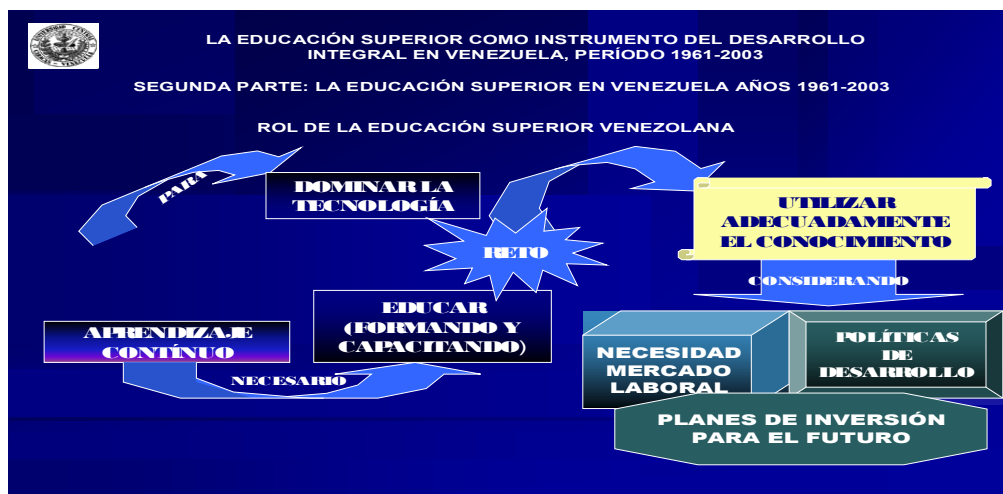 LA EDUCACIÓN SUPERIOR COMO INSTRUMENTO DEL DESARROLLO
INTEGRAL EN VENEZUELA, PERÍODO 1961-2003
SEGUNDA PARTE: LA EDUCACIÓN SUPERIOR EN VENEZUELA AÑOS 1961-2003
ROL DE LA EDUCACIÓN SUPERIOR VENEZOLANA
PARA
DOMINAR LA
TECNOLOGÍA
RETO
UTILIZAR
ADECUADAMENTE
EL CONOCIMIENTO
CONSIDERANDO
APRENDIZAJE
CONTÍNUO
NECESARIO
EDUCAR
(FORMANDO Y
CAPACITANDO)
NECESIDAD
MERCADO
LABORAL
POLÍTICAS
DE
DESARROLLO
PLANES DE INVERSIÓN
PARA EL FUTURO